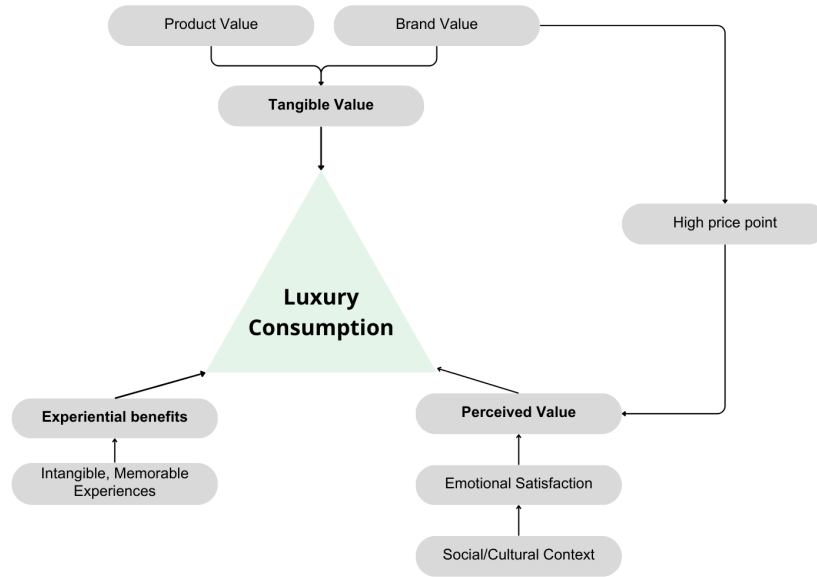 Product Value
Brand Value
Tangible Value
High price point
Luxury
Consumption
Experiential benefits
Perceived Value
Intangible, Memorable
Experiences
Emotional Satisfaction
Social/Cultural Context